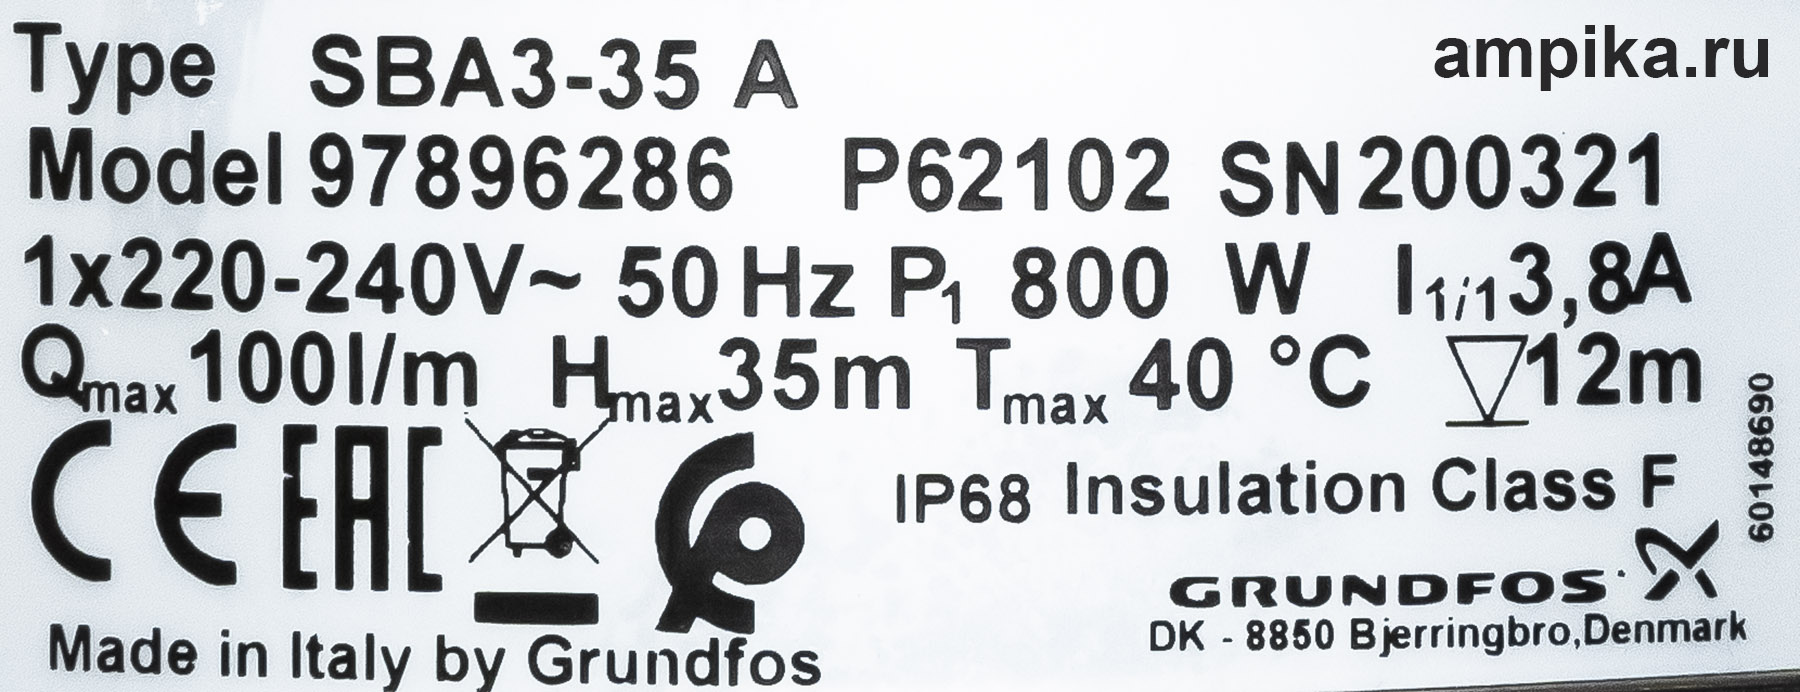 ampika.ru
Type SBA3-35 A
Model 97896286 P62102 SN200321
1x220-240V~ 50 Hz P1 800 W I1/1 3,8A
Qmax 100l/m Hmax 35m Tmax 40 °C 12m
CE EAC
IP68 Insulation Class F
60148690
GRUNDFOS
DK - 8850 Bjerringbro,Denmark
Made in Italy by Grundfos